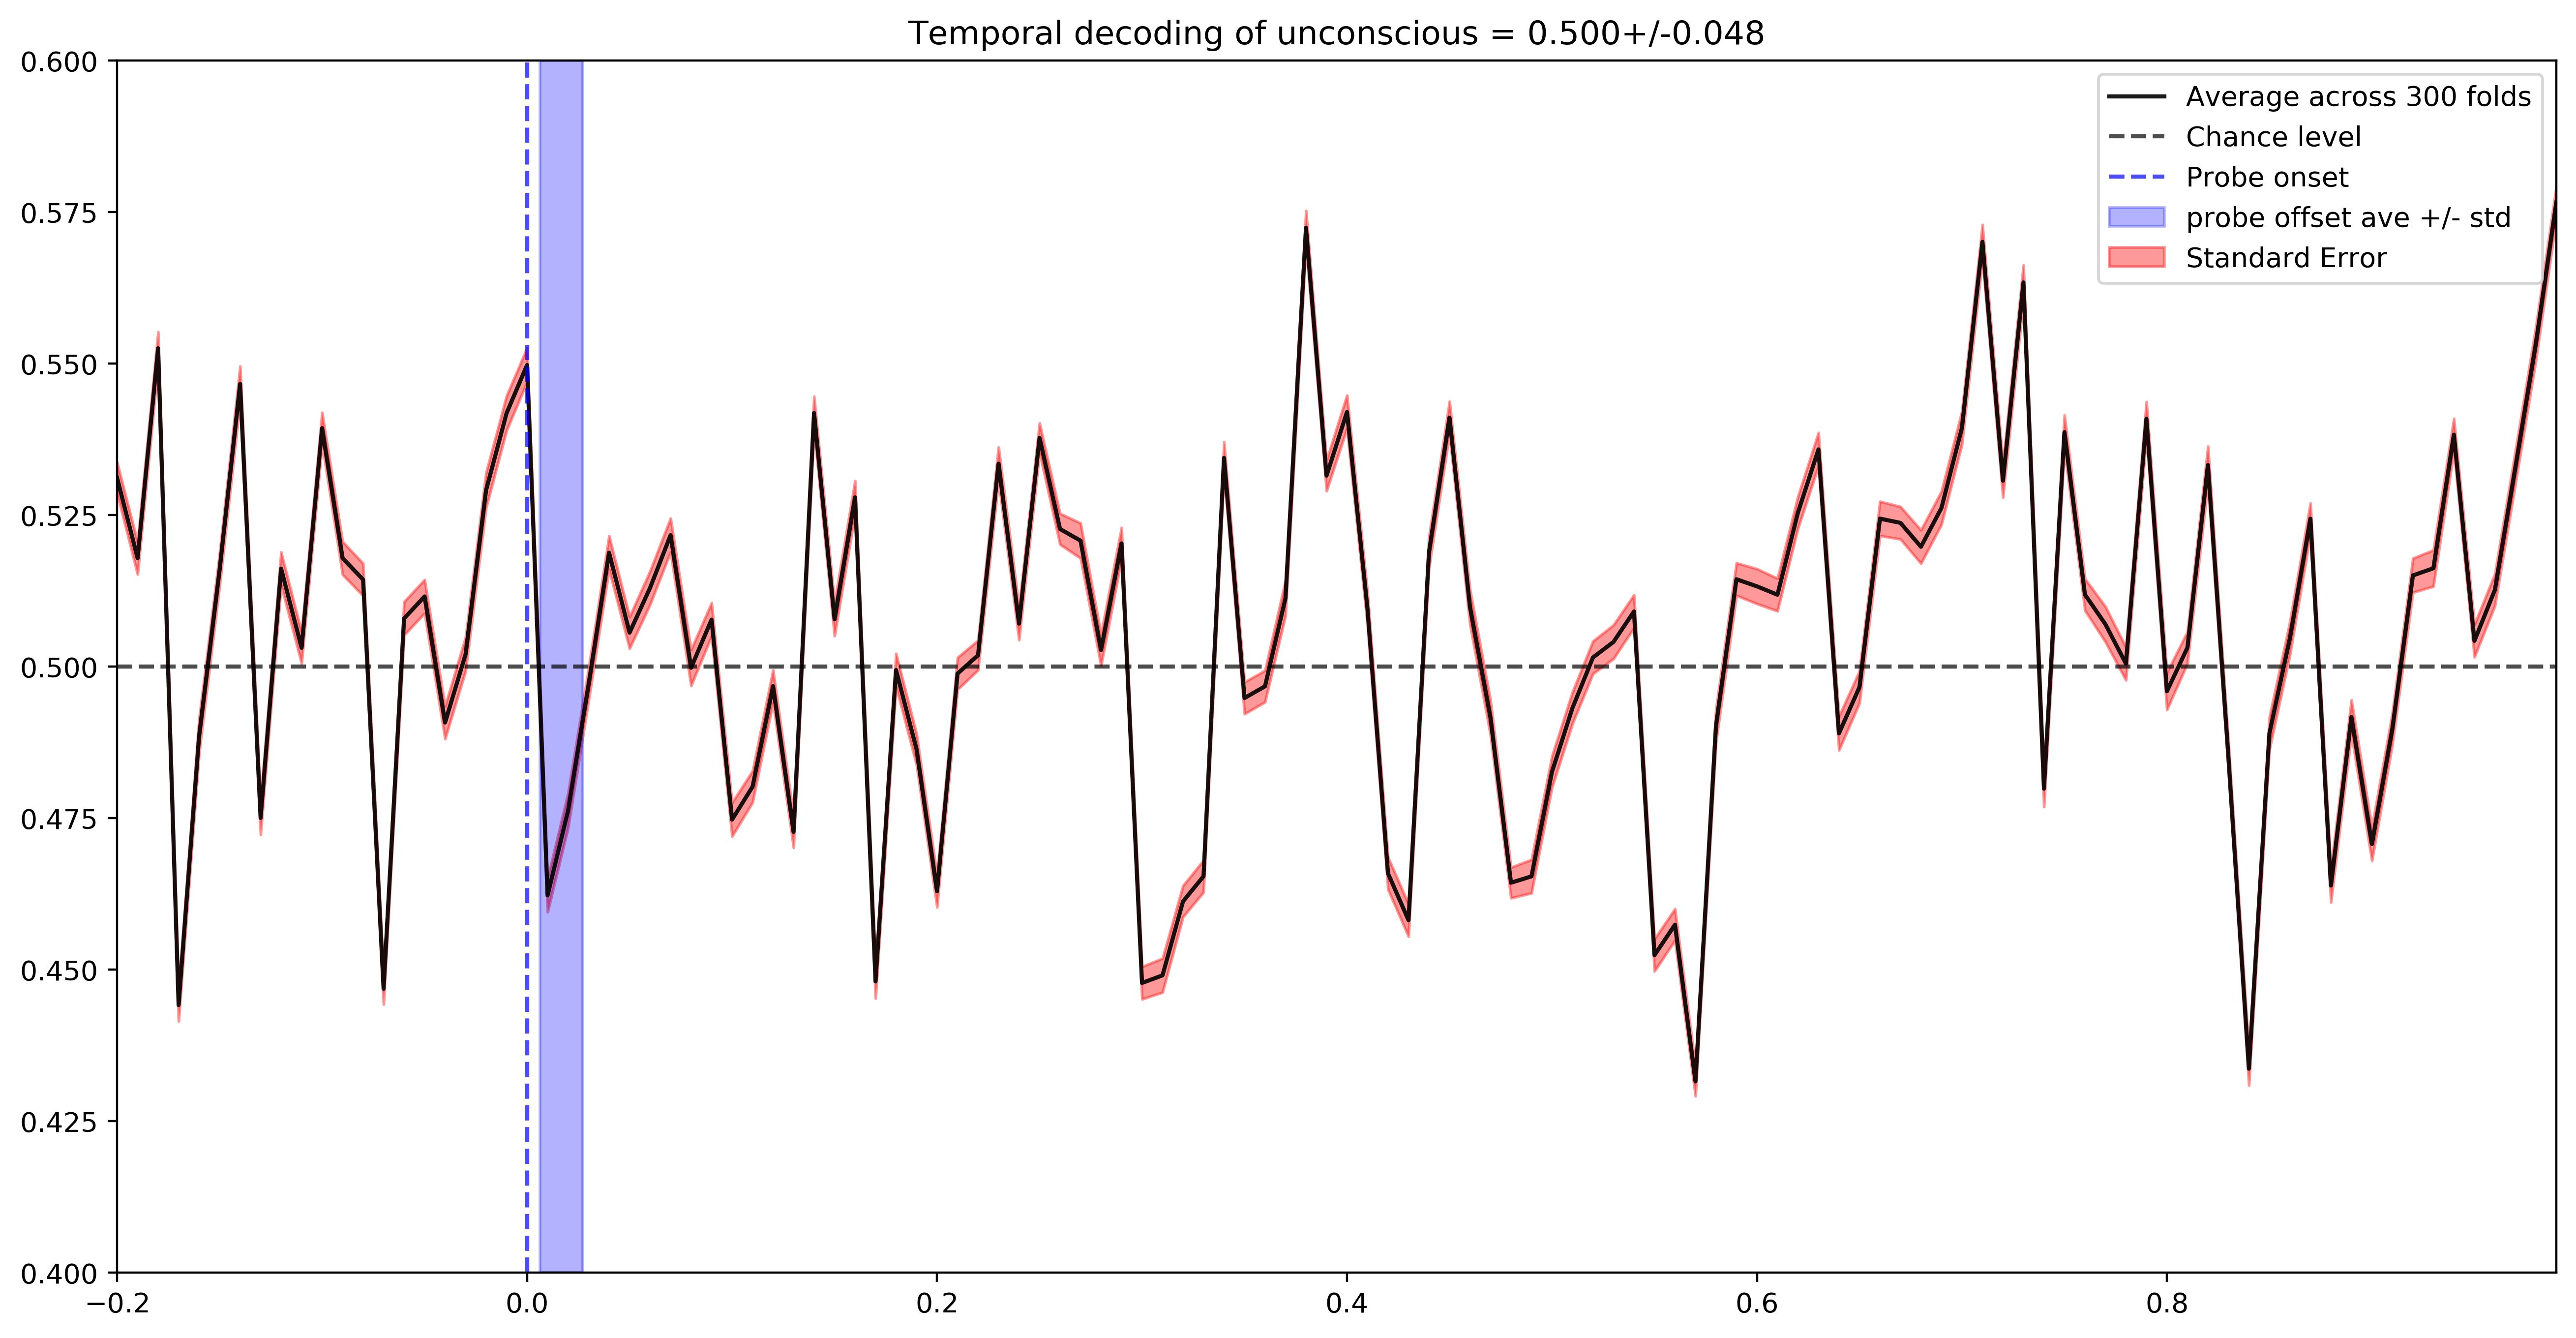 Temporal decoding of unconscious = 0.500+/-0.048
0.600
0.575
0.550
0.525
0.500
0.475
0.450
0.425
0.400
−0.2
0.0
0.2
0.4
0.6
0.8
Average across 300 folds
Chance level
Probe onset
probe offset ave +/- std
Standard Error